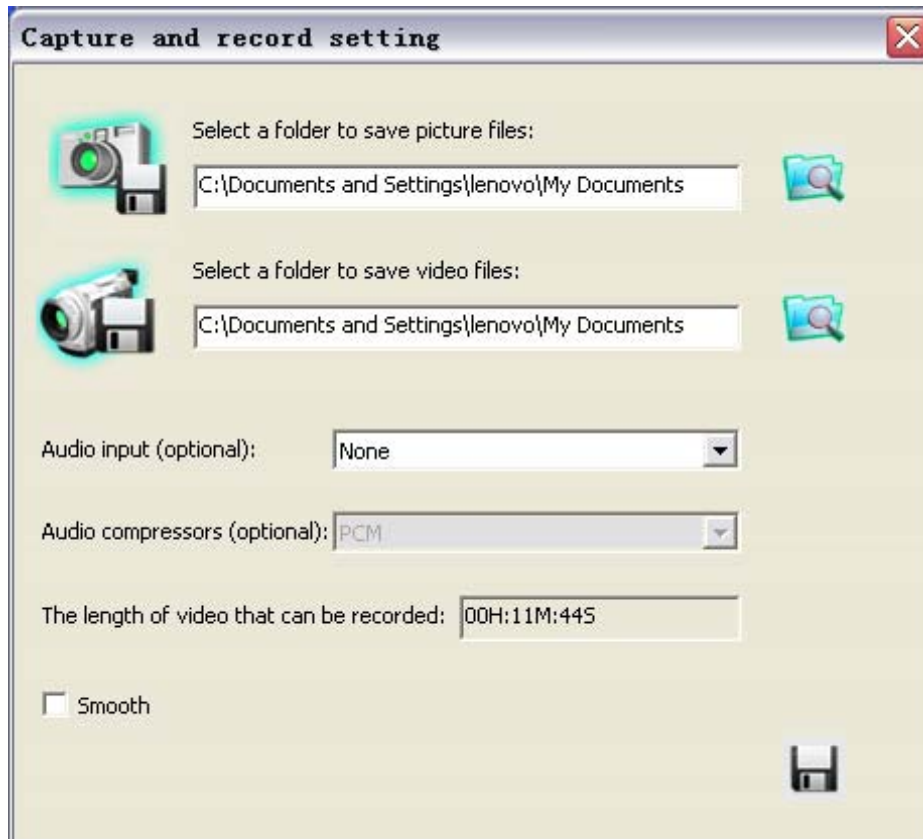 Capture and record setting
Select a folder to save picture files:
C:\Documents and Settings\lenovo\My Documents
Select a folder to save video files:
C:\Documents and Settings\lenovo\My Documents
Audio input (optional):
None
Audio compressors (optional):
PCM
The length of video that can be recorded:
00H:11M:44S
Smooth